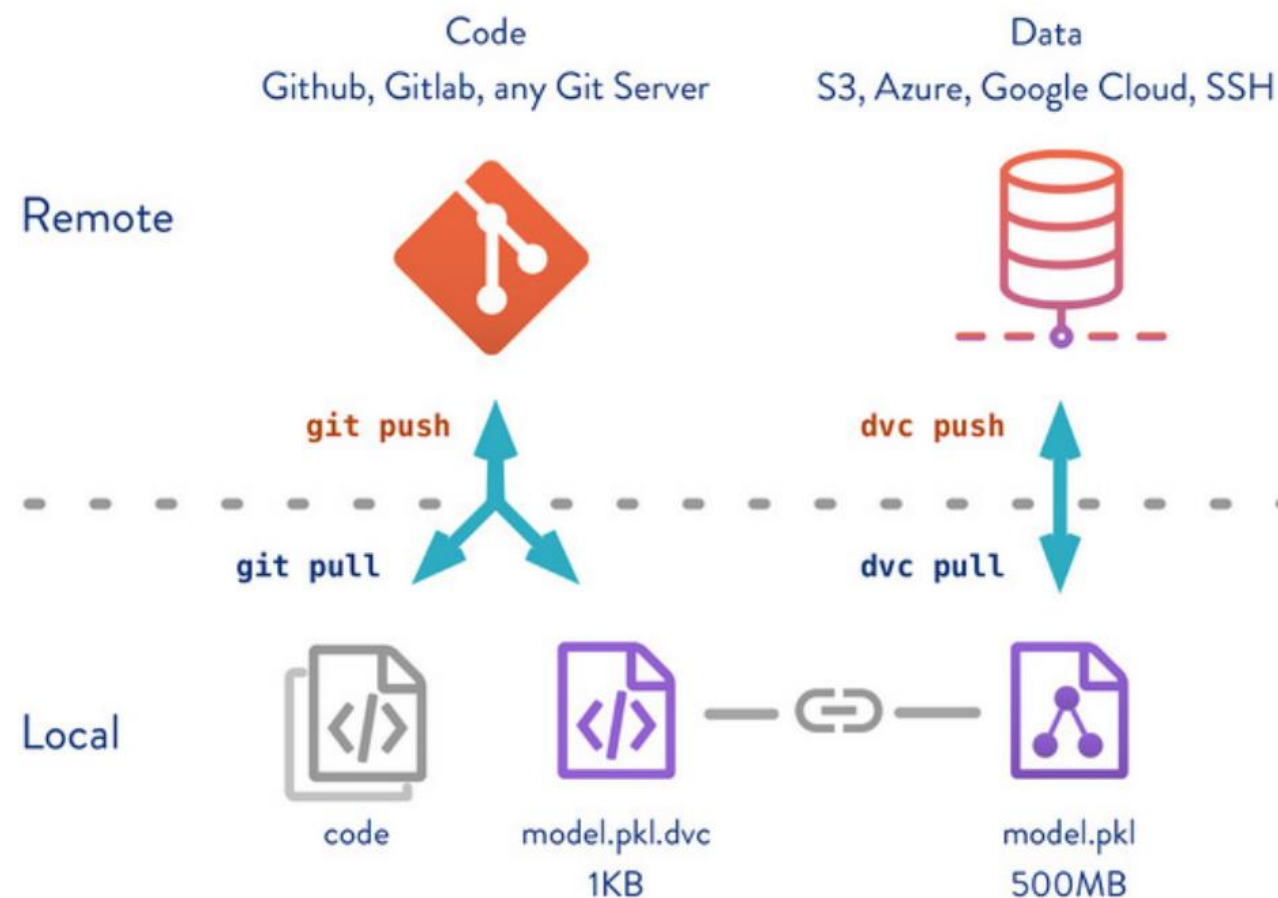 Code
Github, Gitlab, any Git Server
Data
S3, Azure, Google Cloud, SSH
Remote
git push
dvc push
git pull
dvc pull
Local
code
model.pkl.dvc
1KB
model.pkl
500MB